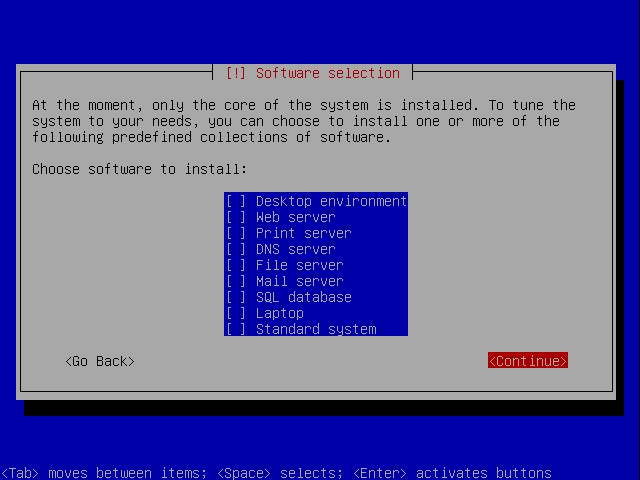 [!] Software selection
At the moment, only the core of the system is installed. To tune the
system to your needs, you can choose to install one or more of the
following predefined collections of software.
Choose software to install:
[ ] Desktop environment
[ ] Web server
[ ] Print server
[ ] DNS server
[ ] File server
[ ] Mail server
[ ] SQL database
[ ] Laptop
[ ] Standard system
<Go Back> <Continue>
<Tab> moves between items; <Space> selects; <Enter> activates buttons